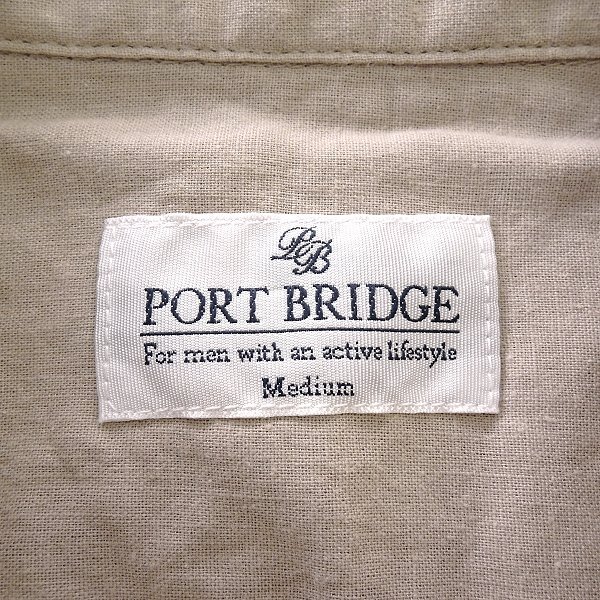 PB
PORT BRIDGE
For men with an active lifestyle
Medium